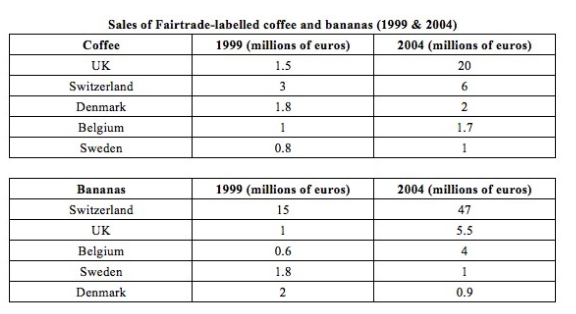 Sales of Fairtrade-labelled coffee and bananas (1999 & 2004)
Coffee 1999 (millions of euros) 2004 (millions of euros)
UK 1.5 20
Switzerland 3 6
Denmark 1.8 2
Belgium 1 1.7
Sweden 0.8 1
Bananas 1999 (millions of euros) 2004 (millions of euros)
Switzerland 15 47
UK 1 5.5
Belgium 0.6 4
Sweden 1.8 1
Denmark 2 0.9